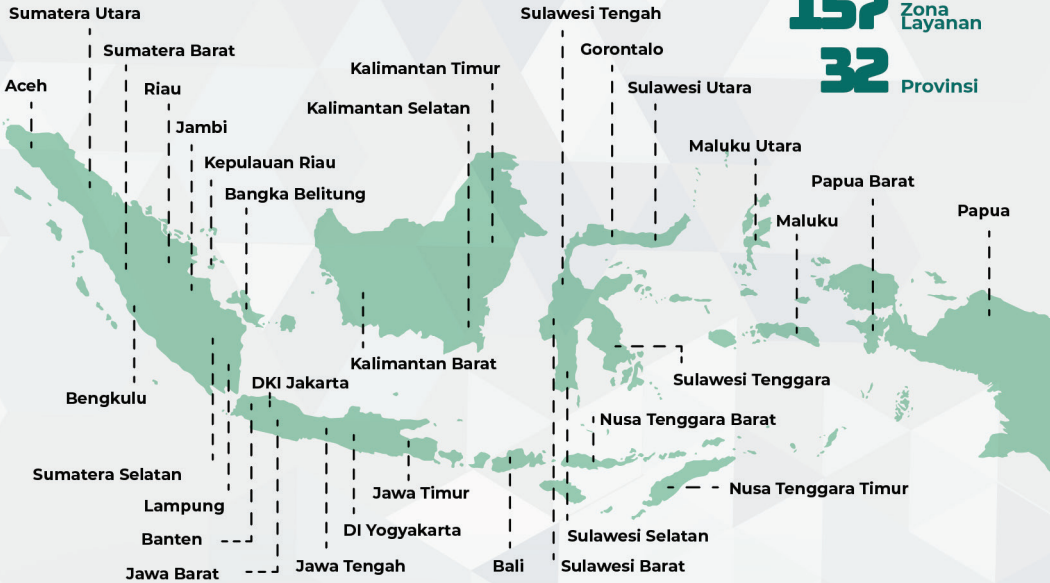 Sumatera Utara
Sulawesi Tengah
137
Zona
Layanan
Sumatera Barat
Gorontalo
32
Provinsi
Kalimantan Timur
Aceh
Riau
Sulawesi Utara
Kalimantan Selatan
Jambi
Maluku Utara
Kepulauan Riau
Papua Barat
Bangka Belitung
Papua
Maluku
Kalimantan Barat
DKI Jakarta
Sulawesi Tenggara
Bengkulu
Nusa Tenggara Barat
Sumatera Selatan
Nusa Tenggara Timur
Jawa Timur
Lampung
DI Yogyakarta
Sulawesi Selatan
Banten
Jawa Tengah
Bali
Sulawesi Barat
Jawa Barat